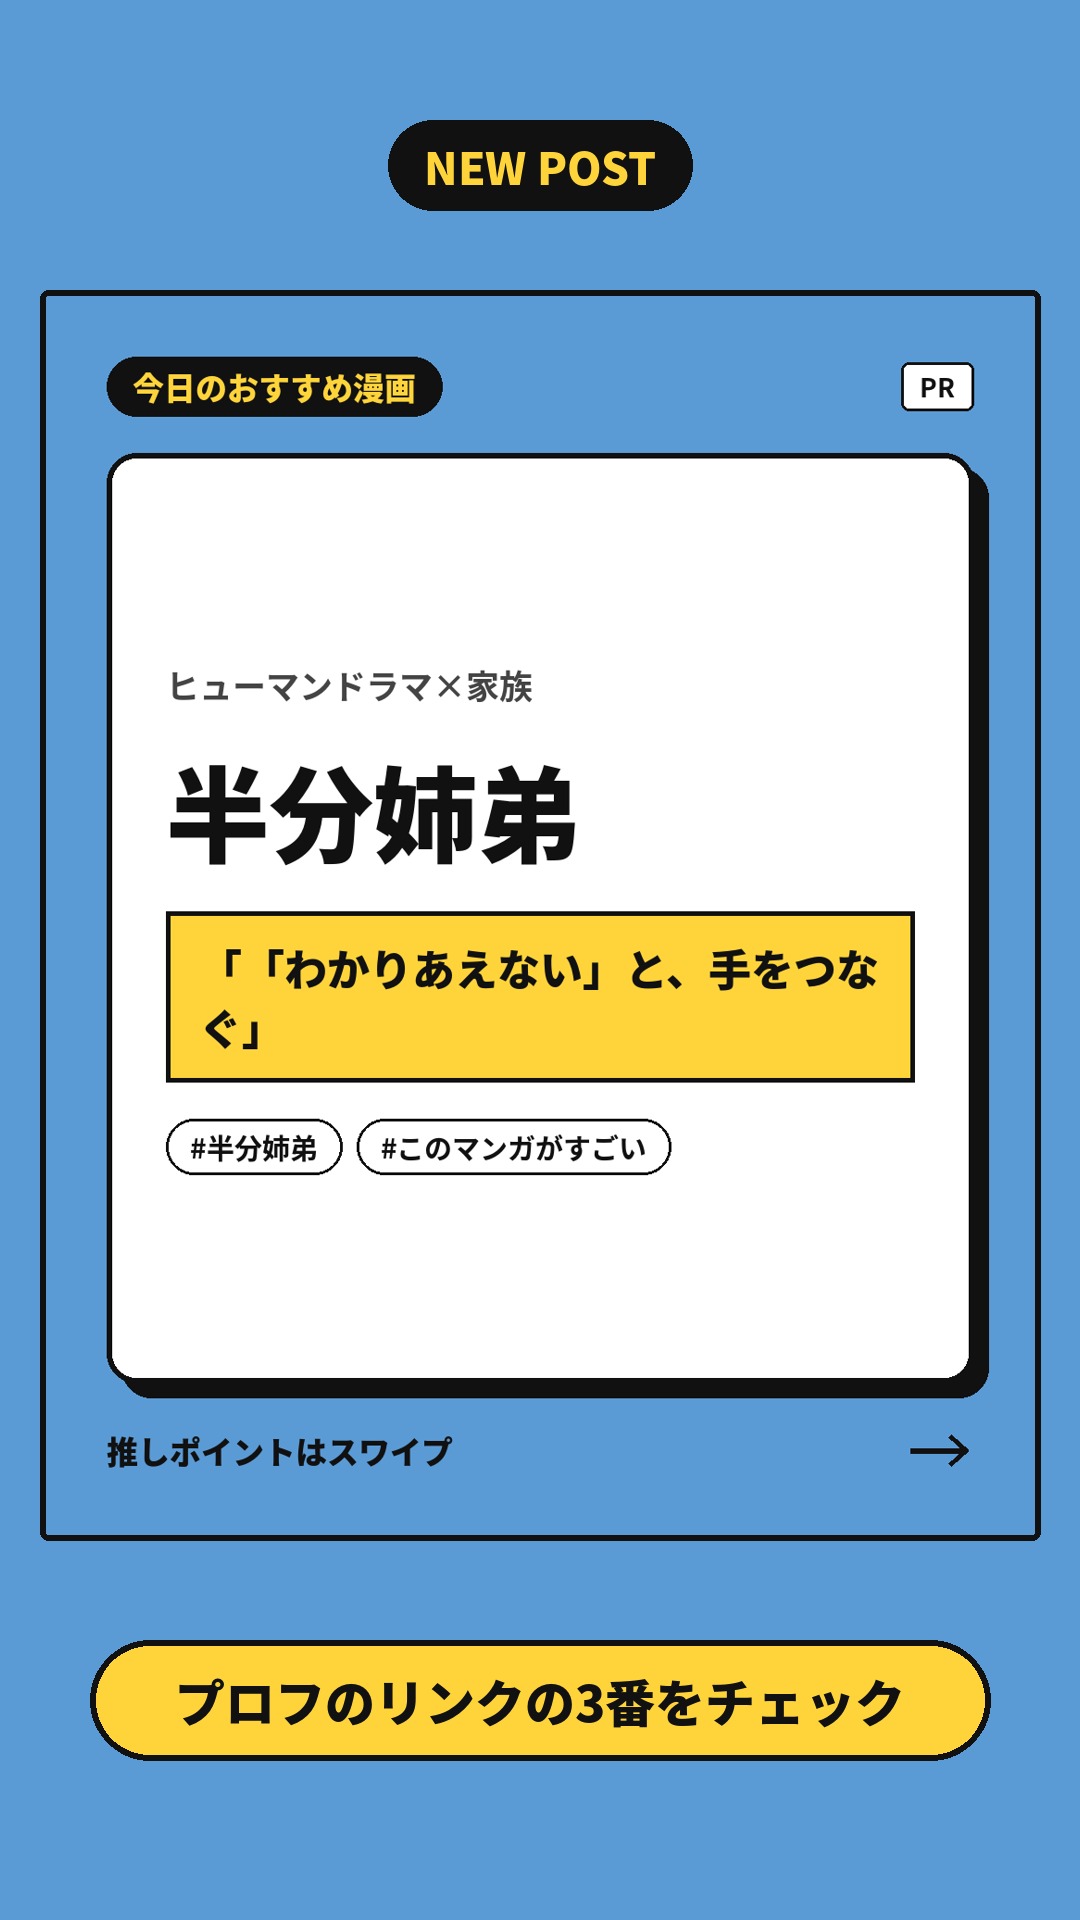 NEW POST
今日のおすすめ漫画
PR
ヒューマンドラマ×家族
半分姉弟
「「わかりあえない」と、手をつな
ぐ」
#半分姉弟
#このマンガがすごい
推しポイントはスワイプ
→
プロフのリンクの3番をチェック